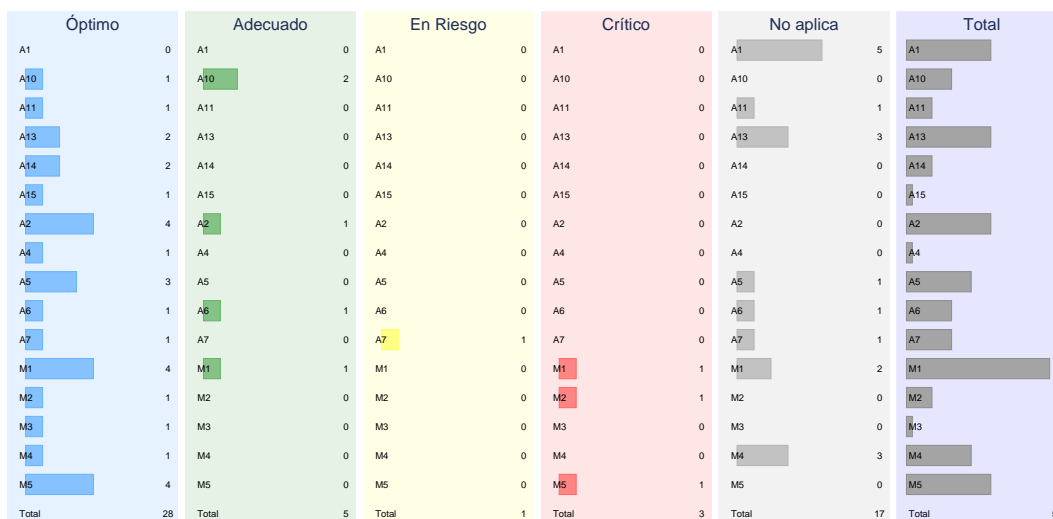 Óptimo Adecuado En Riesgo Crítico No aplica Total
A1 0 A1 0 A1 0 A1 0 A1 5 A1
A10 1 A10 2 A10 0 A10 0 A10 0 A10
A11 1 A11 0 A11 0 A11 0 A11 1 A11
A13 2 A13 0 A13 0 A13 0 A13 3 A13
A14 2 A14 0 A14 0 A14 0 A14 0 A14
A15 1 A15 0 A15 0 A15 0 A15 0 A15
A2 4 A2 1 A2 0 A2 0 A2 0 A2
A4 1 A4 0 A4 0 A4 0 A4 0 A4
A5 3 A5 0 A5 0 A5 0 A5 1 A5
A6 1 A6 1 A6 0 A6 0 A6 1 A6
A7 1 A7 0 A7 1 A7 0 A7 1 A7
M1 4 M1 1 M1 0 M1 1 M1 2 M1
M2 1 M2 0 M2 0 M2 1 M2 0 M2
M3 1 M3 0 M3 0 M3 0 M3 0 M3
M4 1 M4 0 M4 0 M4 0 M4 3 M4
M5 4 M5 0 M5 0 M5 1 M5 0 M5
Total 28 Total 5 Total 1 Total 3 Total 17 Total